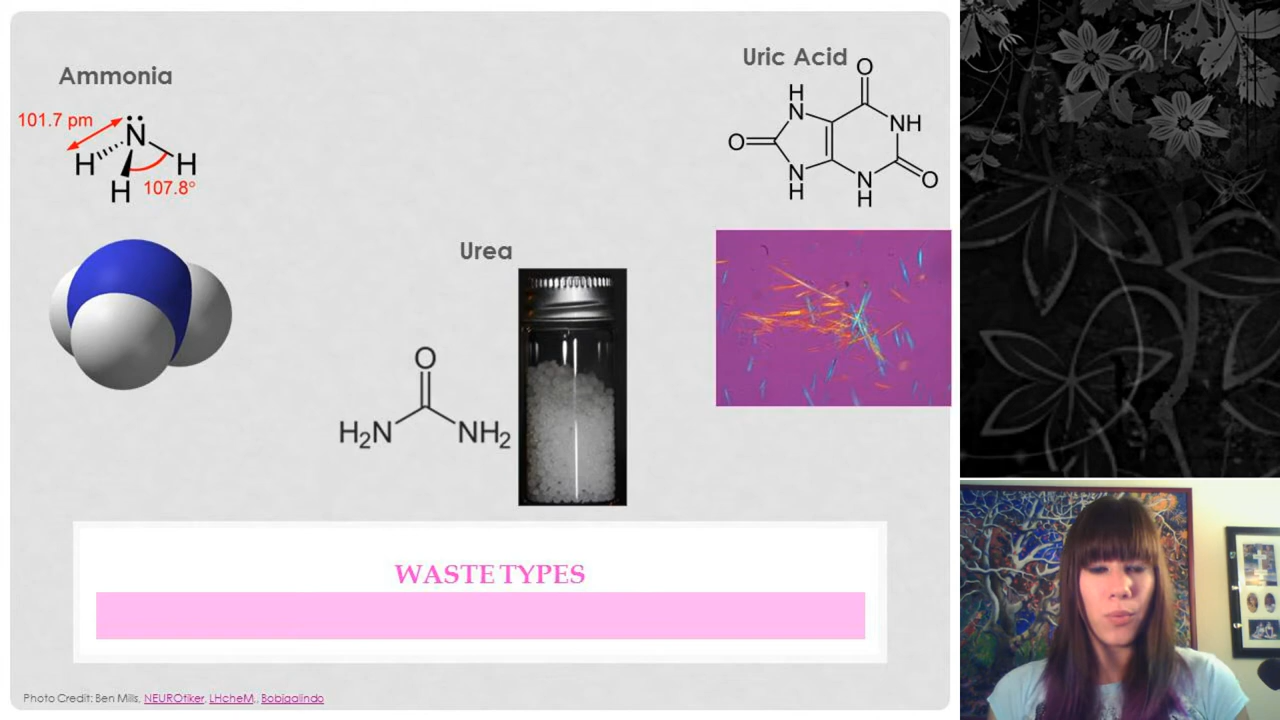 Ammonia
101.7 pm
N
H
H
H
107.8°
Urea
O
H₂N
NH₂
Uric Acid
O
H
N
NH
O
N
H
N
H
O
WASTE TYPES
Photo Credit: Ben Mills, NEUROtiker, LHcheM,, Bobjgalindo